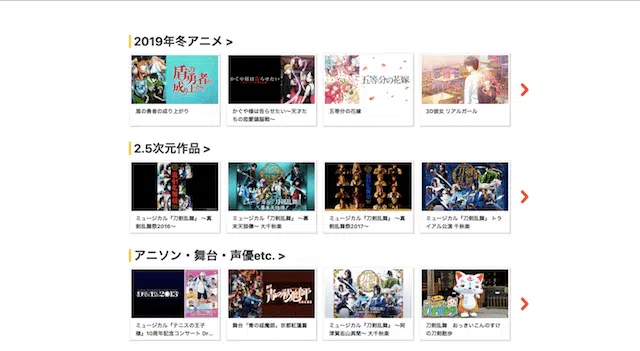 2019年冬アニメ >
盾の勇者の成り上がり
かぐや様は告らせたい
五等分の花嫁
盾の勇者の成り上がり
かぐや様は告らせたい~天才た
ちの恋愛頭脳戦~
五等分の花嫁
3D彼女 リアルガール
2.5次元作品 >
ミュージカル『刀剣乱舞』 ~真
剣乱舞祭2016~
ミュージカル『刀剣乱舞』 ~幕
末天狼傳~ 大千秋楽
ミュージカル『刀剣乱舞』 ~真
剣乱舞祭2017~
ミュージカル『刀剣乱舞』 トラ
イアル公演 千秋楽
アニソン・舞台・声優etc. >
ミュージカル『テニスの王子
様』10周年記念コンサート Dr...
舞台「青の祓魔師」京都紅蓮篇
ミュージカル『刀剣乱舞』 ~阿
津賀志山異聞~ 大千秋楽
刀剣乱舞 おっきいこんのすけ
の刀剣散歩